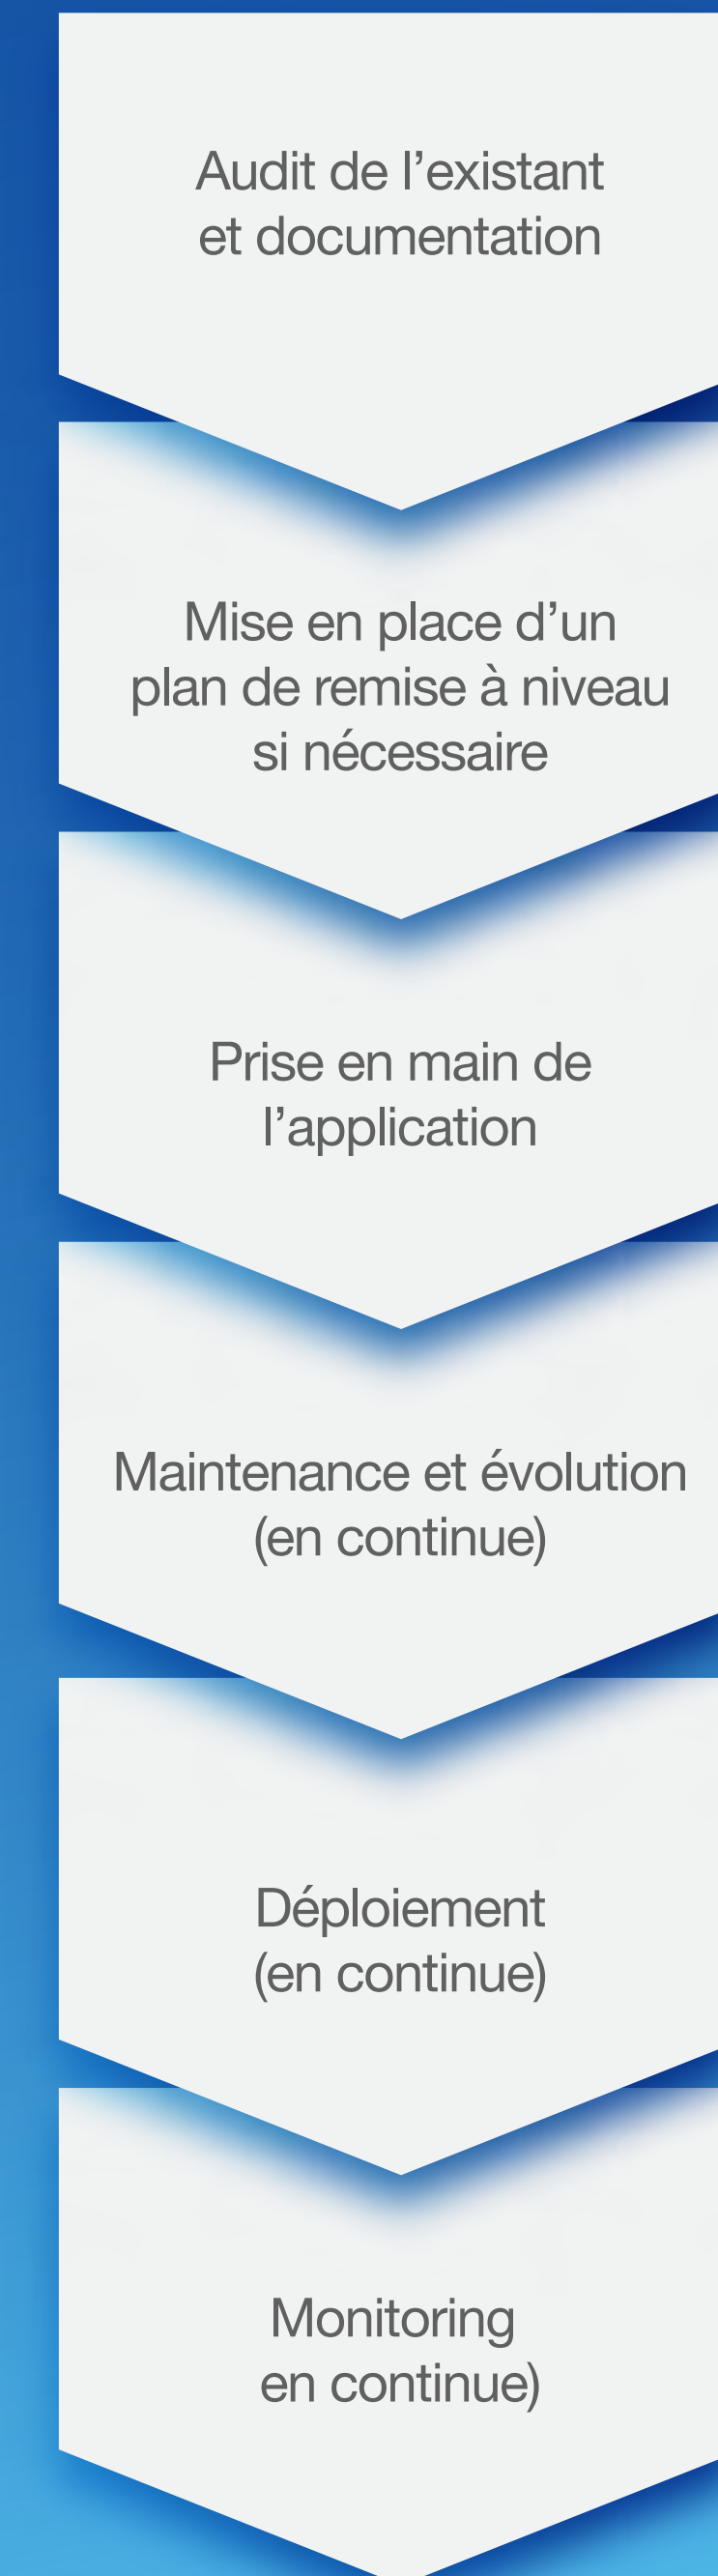 Audit de l’existant
et documentation
Mise en place d’un
plan de remise à niveau
si nécessaire
Prise en main de
l’application
Maintenance et évolution
(en continue)
Déploiement
(en continue)
Monitoring
en continue)